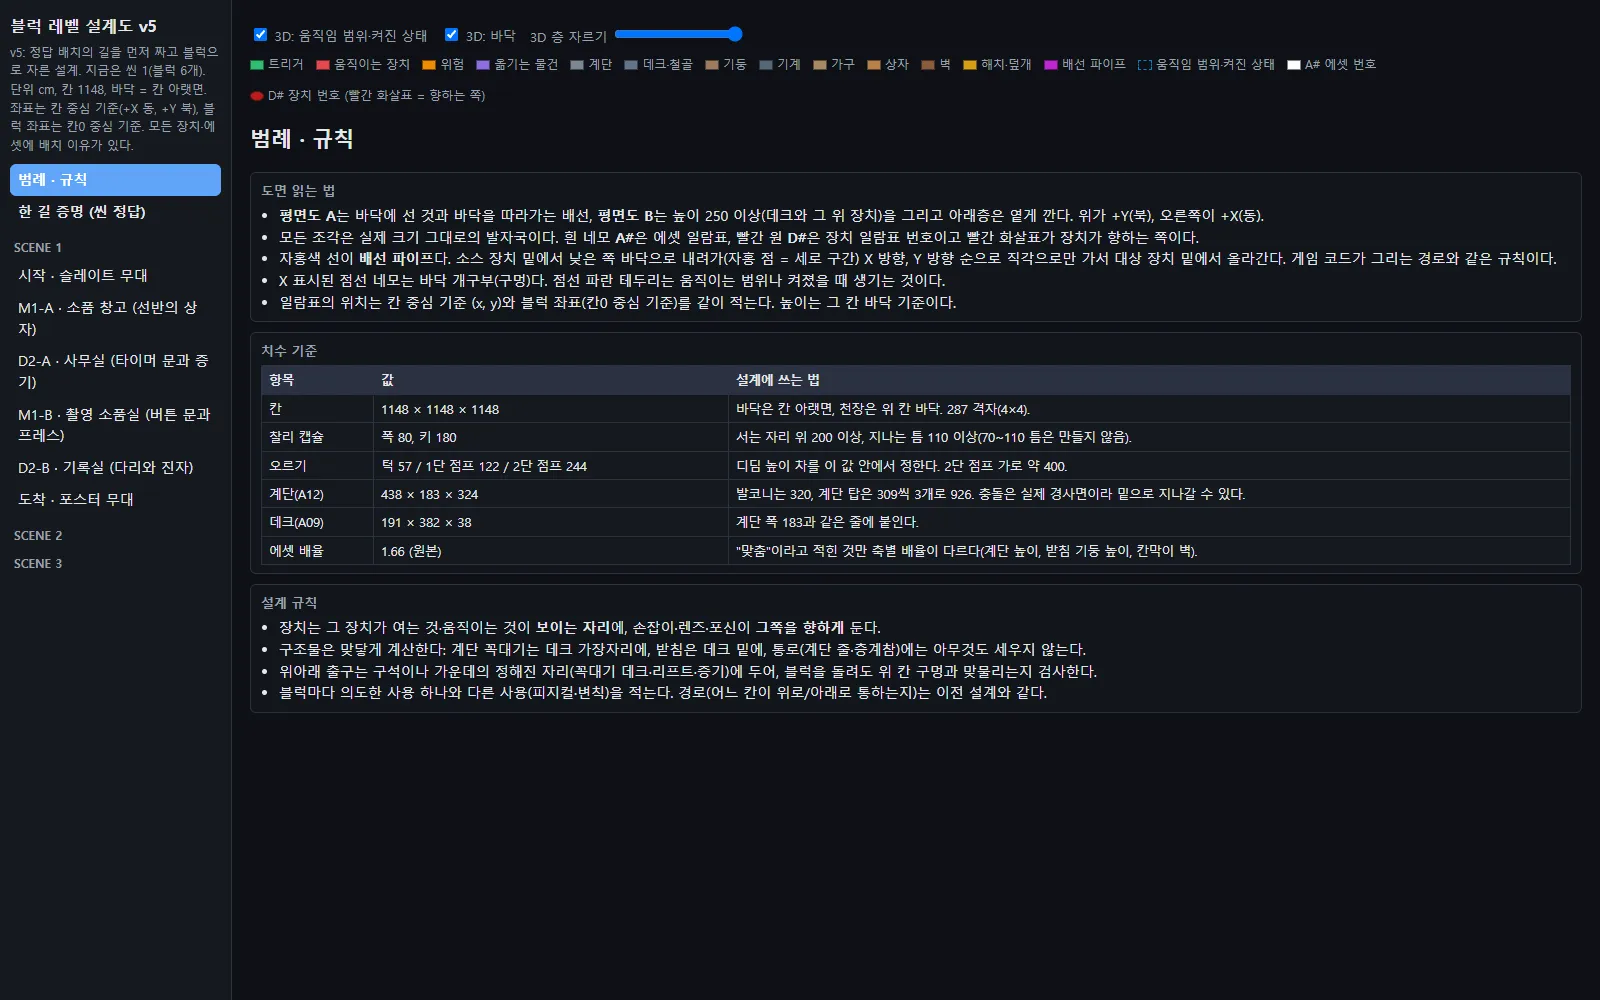 블럭 레벨 설계도 v5
v5: 정답 배치의 길을 먼저 짜고 블럭으
로 자른 설계. 지금은 씬 1(블럭 6개).
단위 cm, 칸 1148, 바닥 = 칸 아랫면.
좌표는 칸 중심 기준(+X 동, +Y 북), 블
럭 좌표는 칸0 중심 기준. 모든 장치·에
셋에 배치 이유가 있다.
범례 · 규칙
한 길 증명 (씬 정답)
SCENE 1
시작 · 슬레이트 무대
M1-A · 소품 창고 (선반의 상
자)
D2-A · 사무실 (타이머 문과 증
기)
M1-B · 촬영 소품실 (버튼 문과
프레스)
D2-B · 기록실 (다리와 진자)
도착 · 포스터 무대
SCENE 2
SCENE 3
3D: 움직임 범위·켜진 상태 3D: 바닥 3D 층 자르기
트리거 움직이는 장치 위험 옮기는 물건 계단 데크·철골 기둥 기계 가구 상자 벽 해치·덮개 배선 파이프 움직임 범위·켜진 상태 A# 에셋 번호
D# 장치 번호 (빨간 화살표 = 향하는 쪽)
범례 · 규칙
도면 읽는 법
평면도 A는 바닥에 선 것과 바닥을 따라가는 배선, 평면도 B는 높이 250 이상(데크와 그 위 장치)을 그리고 아래층은 옅게 깐다. 위가 +Y(북), 오른쪽이 +X(동).
모든 조각은 실제 크기 그대로의 발자국이다. 흰 네모 A#은 에셋 일람표, 빨간 원 D#은 장치 일람표 번호이고 빨간 화살표가 장치가 향하는 쪽이다.
자홍색 선이 배선 파이프다. 소스 장치 밑에서 낮은 쪽 바닥으로 내려가(자홍 점 = 세로 구간) X 방향, Y 방향 순으로 직각으로만 가서 대상 장치 밑에서 올라간다. 게임 코드가 그리는 경로와 같은 규칙이다.
X 표시된 점선 네모는 바닥 개구부(구멍)다. 점선 파란 테두리는 움직이는 범위나 켜졌을 때 생기는 것이다.
일람표의 위치는 칸 중심 기준 (x, y)와 블럭 좌표(칸0 중심 기준)를 같이 적는다. 높이는 그 칸 바닥 기준이다.
치수 기준
항목 값 설계에 쓰는 법
칸 1148 × 1148 × 1148 바닥은 칸 아랫면, 천장은 위 칸 바닥. 287 격자(4×4).
찰리 캡슐 폭 80, 키 180 서는 자리 위 200 이상, 지나는 틈 110 이상(70~110 틈은 만들지 않음).
오르기 턱 57 / 1단 점프 122 / 2단 점프 244 디딤 높이 차를 이 값 안에서 정한다. 2단 점프 가로 약 400.
계단(A12) 438 × 183 × 324 발코니는 320, 계단 탑은 309씩 3개로 926. 충돌은 실제 경사면이라 밑으로 지나갈 수 있다.
데크(A09) 191 × 382 × 38 계단 폭 183과 같은 줄에 붙인다.
에셋 배율 1.66 (원본) "맞춤"이라고 적힌 것만 축별 배율이 다르다(계단 높이, 받침 기둥 높이, 칸막이 벽).
설계 규칙
장치는 그 장치가 여는 것·움직이는 것이 보이는 자리에, 손잡이·렌즈·포신이 그쪽을 향하게 둔다.
구조물은 맞닿게 계산한다: 계단 꼭대기는 데크 가장자리에, 받침은 데크 밑에, 통로(계단 줄·층계참)에는 아무것도 세우지 않는다.
위아래 출구는 구석이나 가운데의 정해진 자리(꼭대기 데크·리프트·증기)에 두어, 블럭을 돌려도 위 칸 구멍과 맞물리는지 검사한다.
블럭마다 의도한 사용 하나와 다른 사용(피지컬·변칙)을 적는다. 경로(어느 칸이 위로/아래로 통하는지)는 이전 설계와 같다.